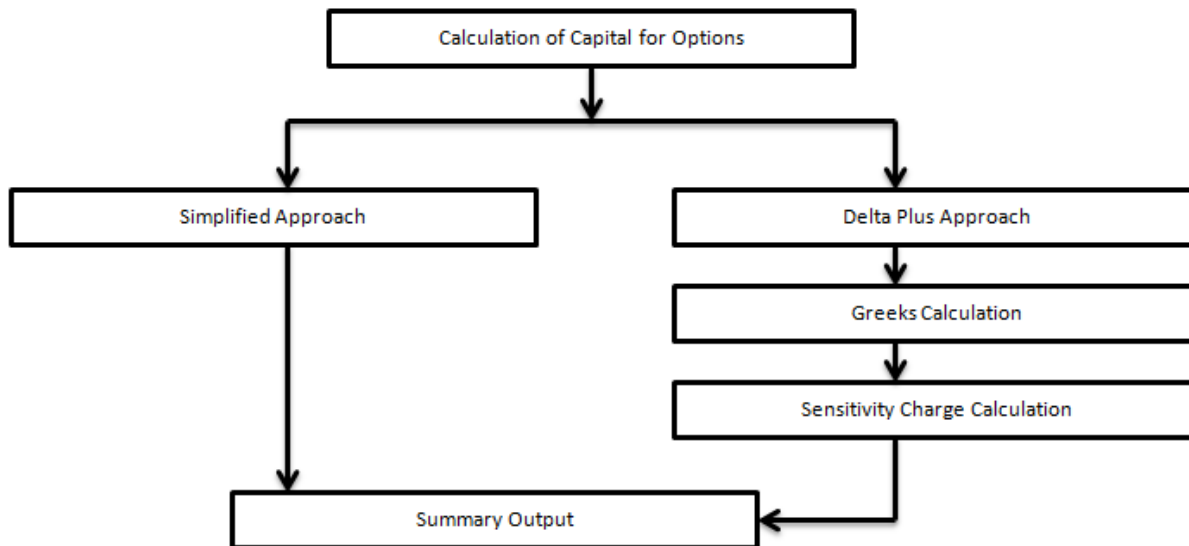 Calculation of Capital for Options
Simplified Approach
Delta Plus Approach
Greeks Calculation
Sensitivity Charge Calculation
Summary Output